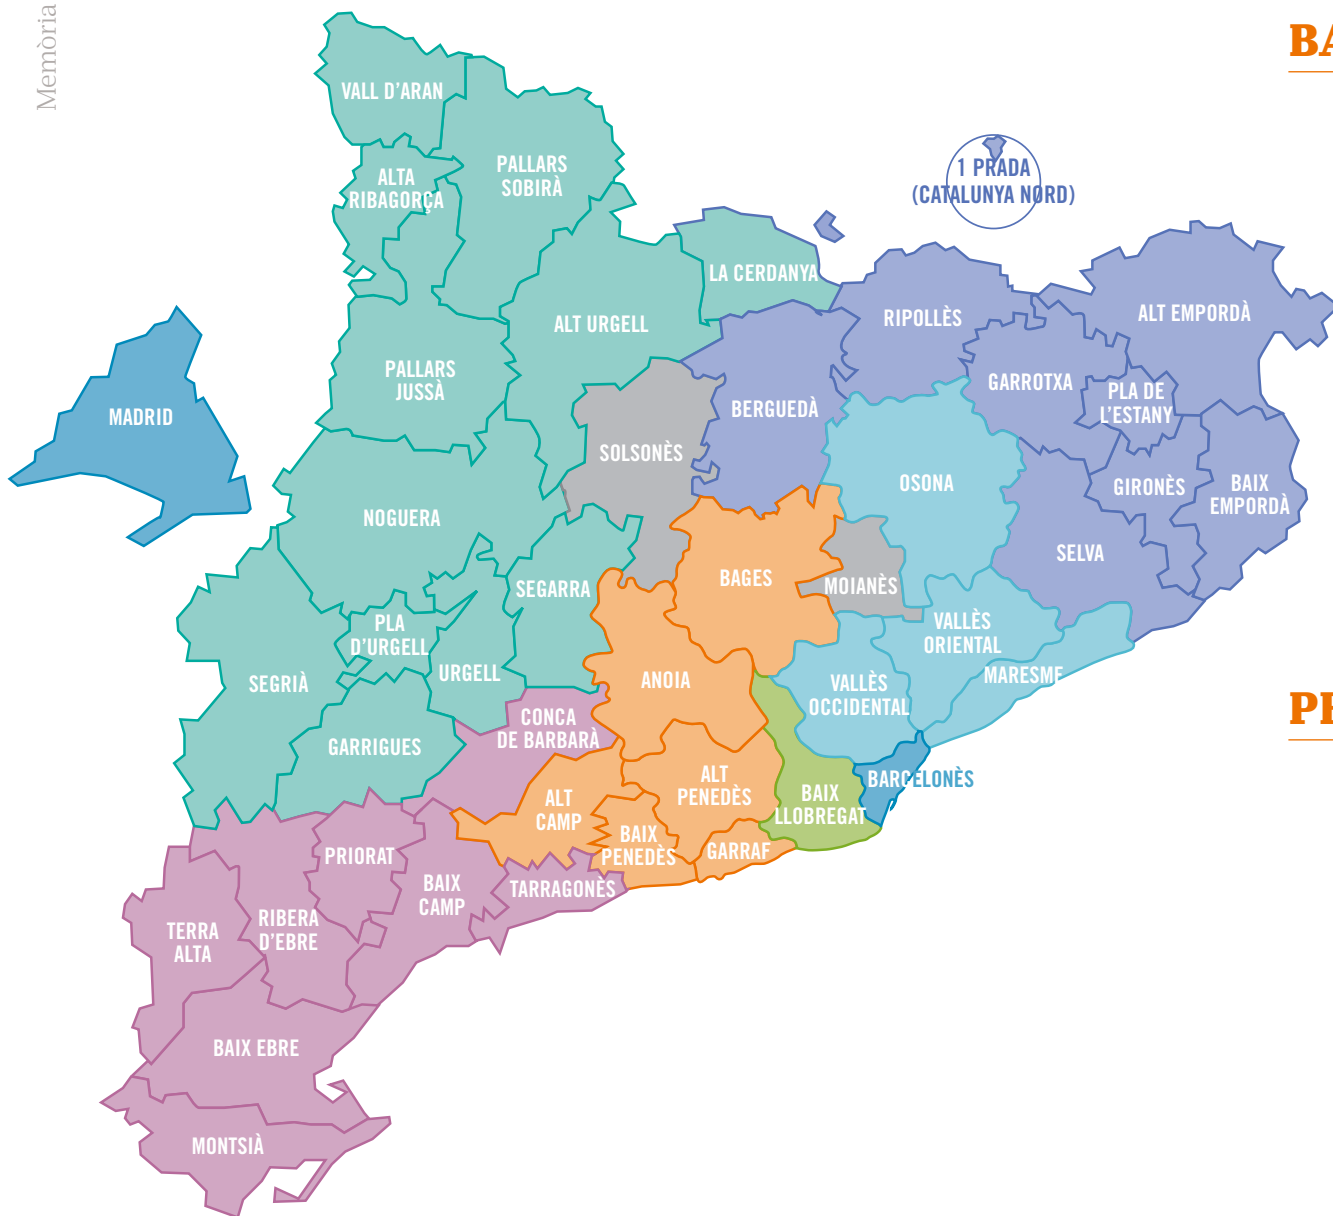 Memòria
BA
VALL D'ARAN
PALLARS
SOBIRÀ
ALTA
RIBAGORÇA
1 PRADA
(CATALUNYA NORD)
LA CERDANYA
ALT URGELL
RIPOLLÈS
ALT EMPORDÀ
PALLARS
JUSSÀ
GARROTXA
PLA DE
L'ESTANY
MADRID
BERGUEDÀ
SOLSONÈS
OSONA
GIRONÈS
BAIX
EMPORDÀ
NOGUERA
SELVA
SEGARRA
BAGES
MOIANÈS
PLA
D'URGELL
VALLÈS
ORIENTAL
URGELL
SEGRIÀ
ANOIA
VALLÈS
OCCIDENTAL
MARESME
PE
CONCA
DE BARBARÀ
GARRIGUES
ALT
PENEDÈS
BARCELONÈS
BAIX
LLOBREGAT
ALT
CAMP
BAIX
PENEDÈS
GARRAF
PRIORAT
BAIX
CAMP
TARRAGONÈS
RIBERA
D'EBRE
TERRA
ALTA
BAIX EBRE
MONTSIÀ